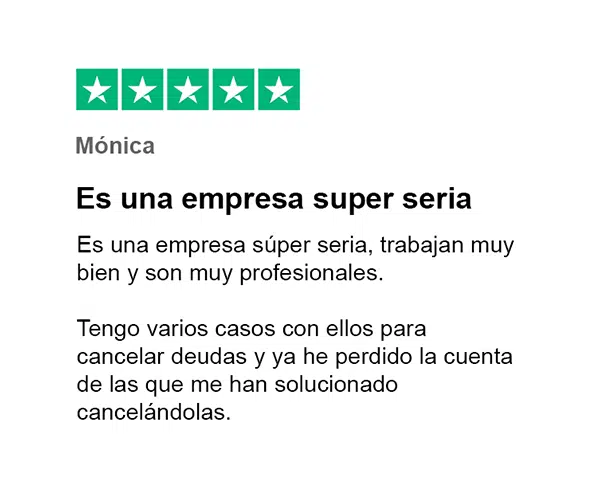 Mónica
Es una empresa super seria
Es una empresa súper seria, trabajan muy
bien y son muy profesionales.
Tengo varios casos con ellos para
cancelar deudas y ya he perdido la cuenta
de las que me han solucionado
cancelándolas.